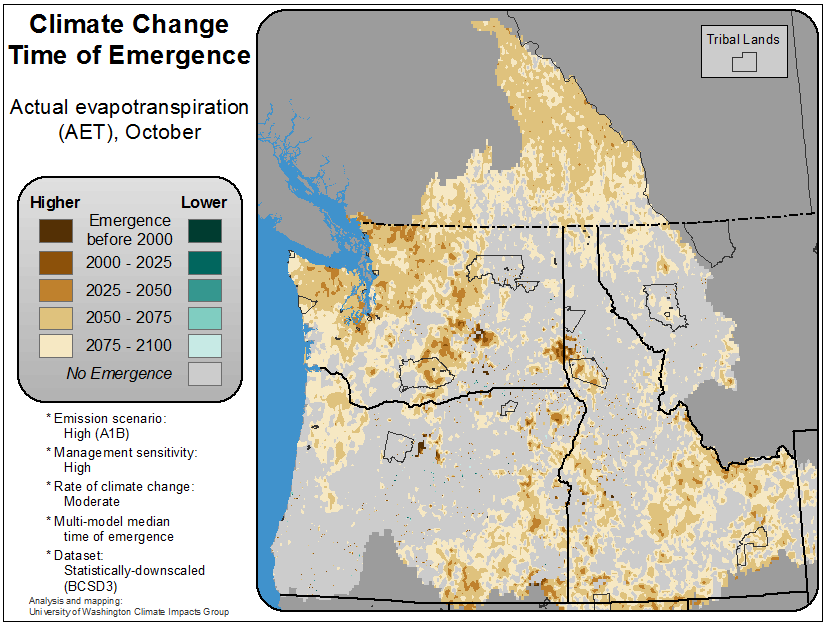 Climate Change
Time of Emergence
Actual evapotranspiration
(AET), October
Tribal Lands
Higher
Lower
Emergence
before 2000
2000 - 2025
2025 - 2050
2050 - 2075
2075 - 2100
No Emergence
* Emission scenario:
High (A1B)
* Management sensitivity:
High
* Rate of climate change:
Moderate
* Multi-model median
time of emergence
* Dataset:
Statistically-downscaled
(BCSD3)
Analysis and mapping:
University of Washington Climate Impacts Group